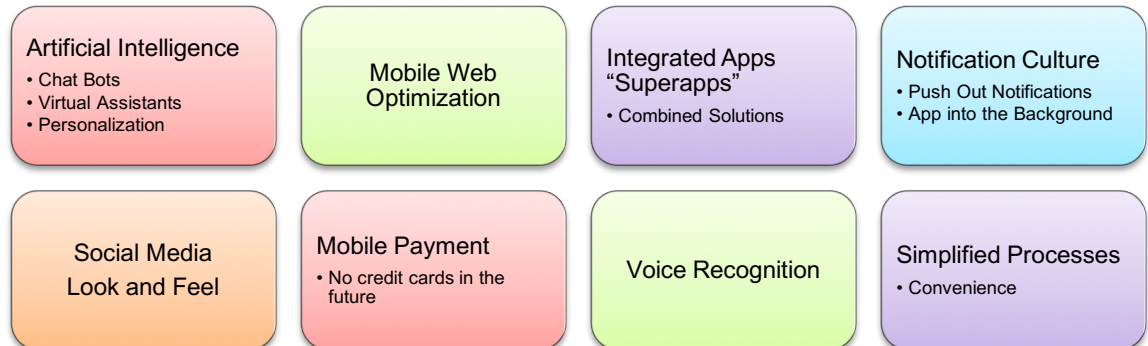 Artificial Intelligence
• Chat Bots
• Virtual Assistants
• Personalization
Mobile Web
Optimization
Integrated Apps
“Superapps”
• Combined Solutions
Notification Culture
• Push Out Notifications
• App into the Background
Social Media
Look and Feel
Mobile Payment
• No credit cards in the
future
Voice Recognition
Simplified Processes
• Convenience